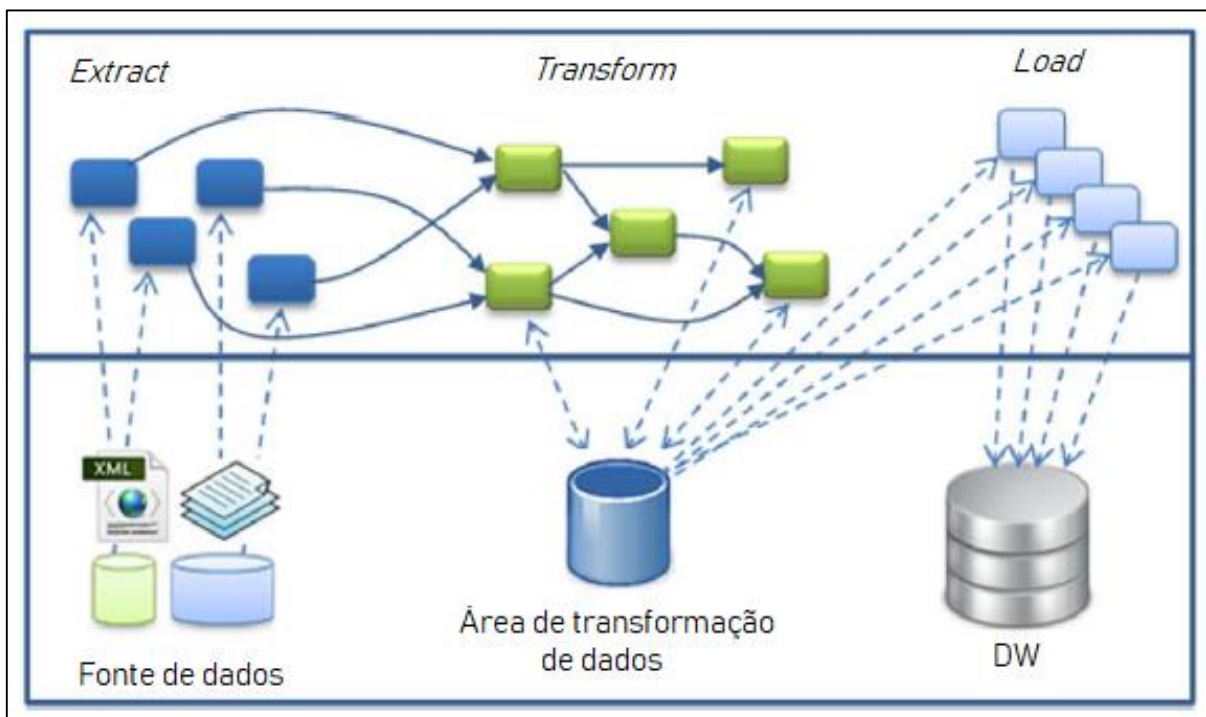 Extract
Transform
Load
XML
Fonte de dados
Área de transformação
de dados
DW